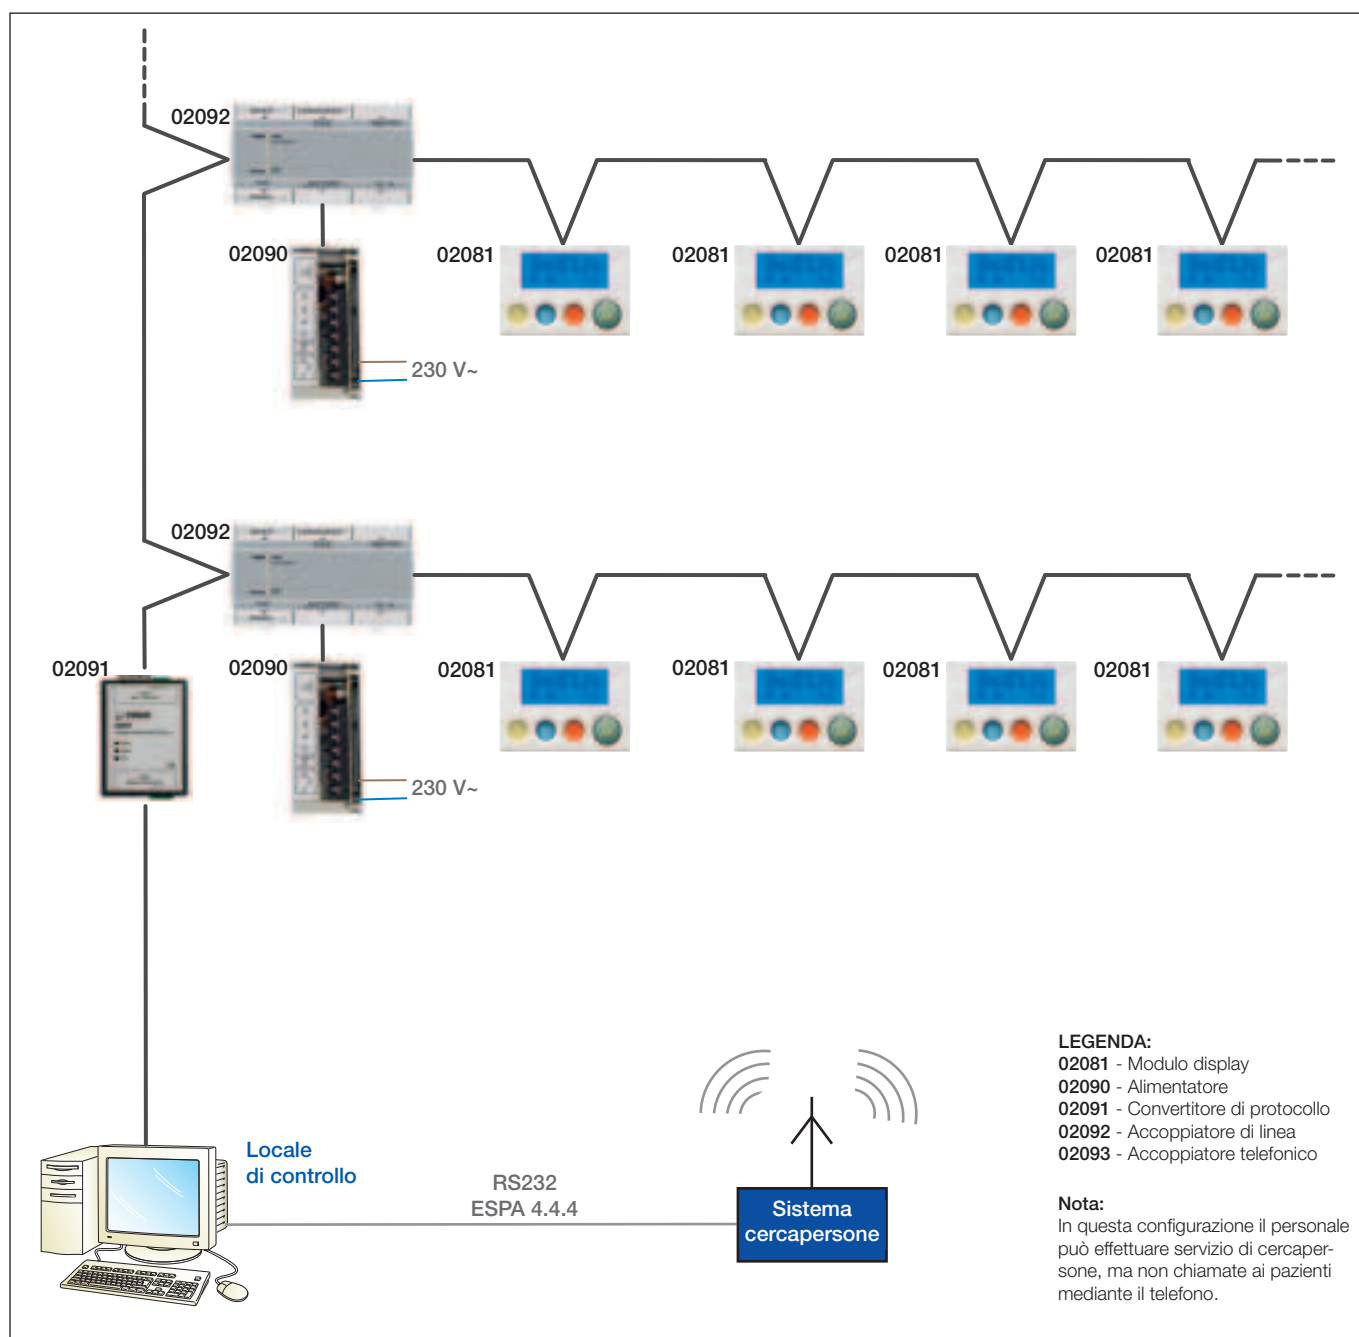 02092
02090
02081
02081
02081
02081
230 V~
02092
02091
02090
02081
02081
02081
02081
230 V~
Locale
di controllo
RS232
ESPA 4.4.4
Sistema
cercapersone
LEGENDA:
02081 - Modulo display
02090 - Alimentatore
02091 - Convertitore di protocollo
02092 - Accoppiatore di linea
02093 - Accoppiatore telefonico
Nota:
In questa configurazione il personale
può effettuare servizio di cercaper-
sone, ma non chiamate ai pazienti
mediante il telefono.